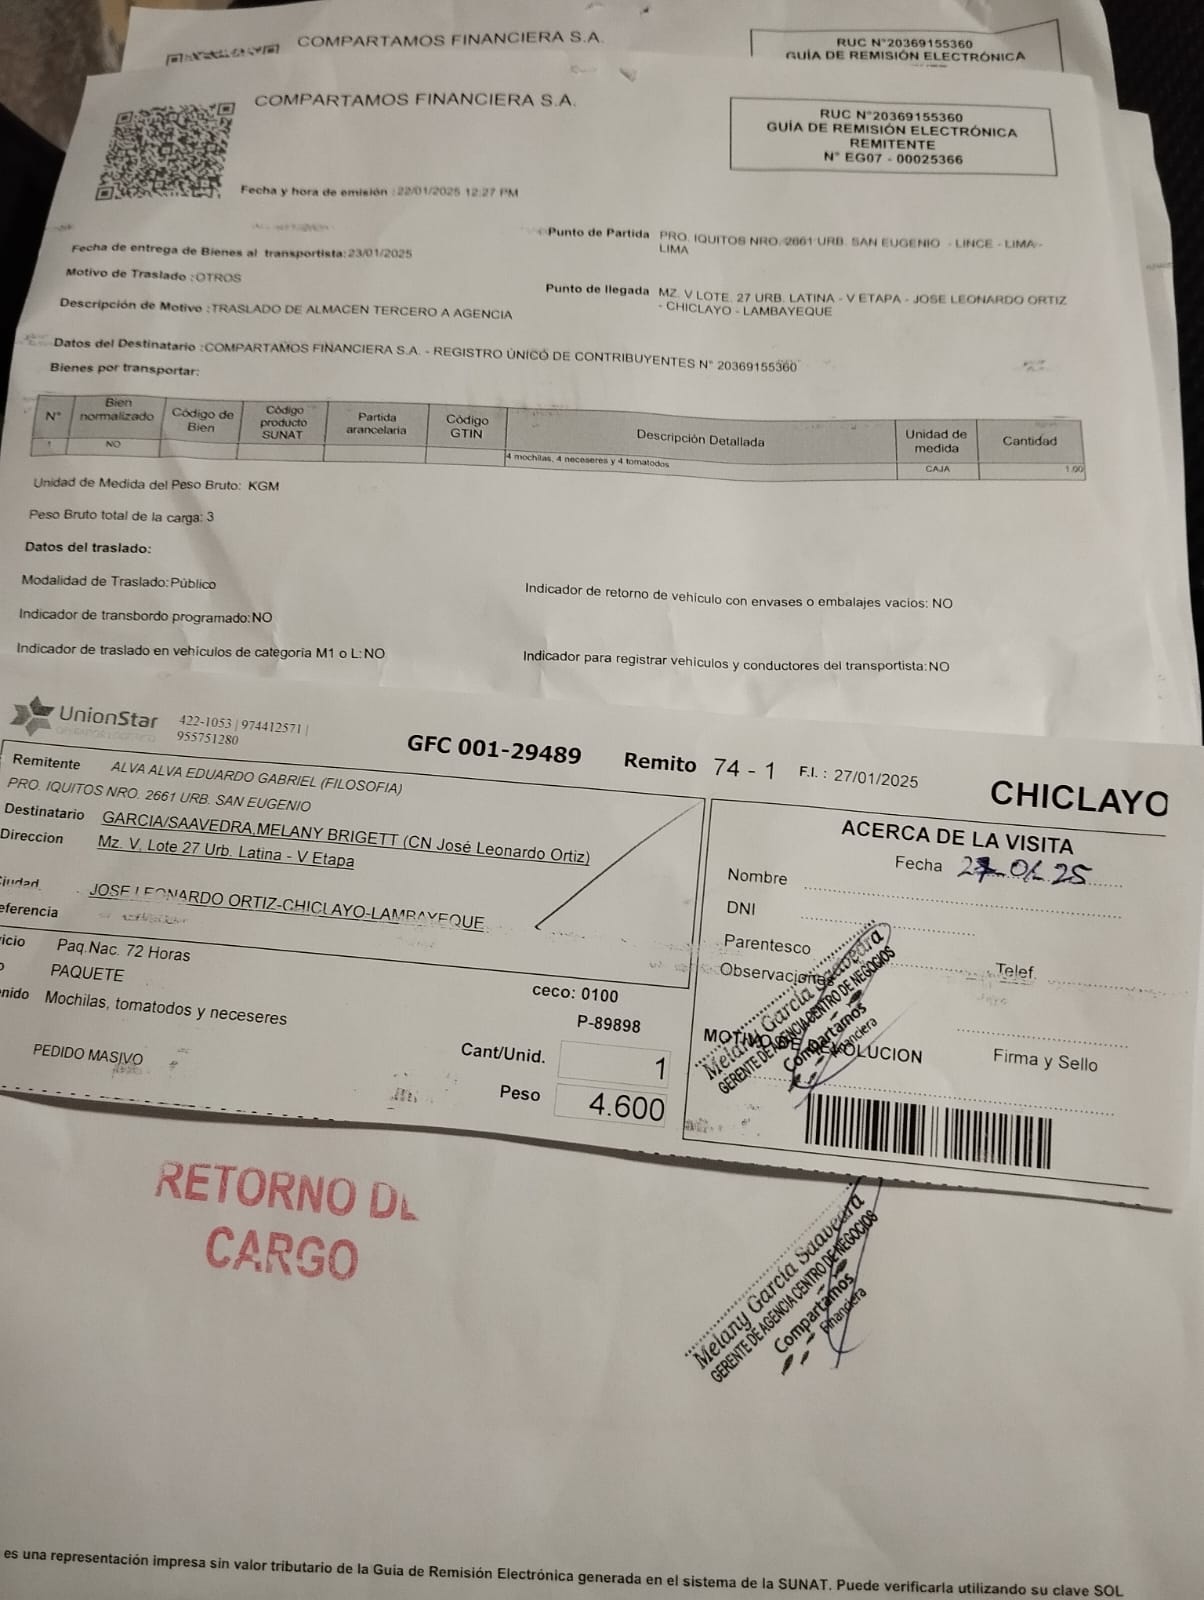 COMPARTAMOS FINANCIERA S.A.
RUC N°20369155360
GUÍA DE REMISIÓN ELECTRÓNICA
COMPARTAMOS FINANCIERA S.A.
RUC N°20369155360
GUÍA DE REMISIÓN ELECTRÓNICA
REMITENTE
N° EG07 - 00025366
Fecha y hora de emisión : 22/01/2025 12:27 PM
Fecha de entrega de Bienes al transportista: 23/01/2025
Motivo de Traslado : OTROS
Descripción de Motivo : TRASLADO DE ALMACEN TERCERO A AGENCIA
Punto de Partida PRO. IQUITOS NRO. 2661 URB. SAN EUGENIO - LINCE - LIMA -
LIMA
Punto de llegada MZ. V LOTE. 27 URB. LATINA - V ETAPA - JOSE LEONARDO ORTIZ
- CHICLAYO - LAMBAYEQUE
Datos del Destinatario : COMPARTAMOS FINANCIERA S.A. - REGISTRO ÚNICO DE CONTRIBUYENTES N° 20369155360
Bienes por transportar:
N° Bien normalizado Código de Bien Código producto SUNAT Partida arancelaria Código GTIN Descripción Detallada Unidad de medida Cantidad
1 NO 4 mochilas, 4 neceseres y 4 tomatodos CAJA 1.00
Unidad de Medida del Peso Bruto: KGM
Peso Bruto total de la carga: 3
Datos del traslado:
Modalidad de Traslado: Público
Indicador de retorno de vehículo con envases o embalajes vacíos: NO
Indicador de transbordo programado: NO
Indicador de traslado en vehículos de categoría M1 o L: NO
Indicador para registrar vehículos y conductores del transportista: NO
UnionStar
422-1053 | 974412571 |
955751280
GFC 001-29489
Remito 74 - 1
F.I. : 27/01/2025
CHICLAYO
Remitente ALVA ALVA EDUARDO GABRIEL (FILOSOFIA)
PRO. IQUITOS NRO. 2661 URB. SAN EUGENIO
Destinatario GARCIA/SAAVEDRA,MELANY BRIGETT (CN José Leonardo Ortiz)
Direccion Mz. V, Lote 27 Urb. Latina - V Etapa
Ciudad JOSE LEONARDO ORTIZ-CHICLAYO-LAMBAYEQUE
eferencia
icio Paq.Nac. 72 Horas
o PAQUETE
nido Mochilas, tomatodos y neceseres
PEDIDO MASIVO
ceco: 0100
P-89898
Cant/Unid. 1
Peso 4.600
ACERCA DE LA VISITA
Fecha
Nombre
DNI
Parentesco
Telef.
Observaciones
MOTIVO DE DEVOLUCION
Firma y Sello
Melany García Saavedra
GERENTE DE AGENCIA CENTRO DE NEGOCIOS
Compartamos
Financiera
RETORNO DE
CARGO
Melany García Saavedra
GERENTE DE AGENCIA CENTRO DE NEGOCIOS
Compartamos
Financiera
es una representación impresa sin valor tributario de la Guia de Remisión Electrónica generada en el sistema de la SUNAT. Puede verificarla utilizando su clave SOL